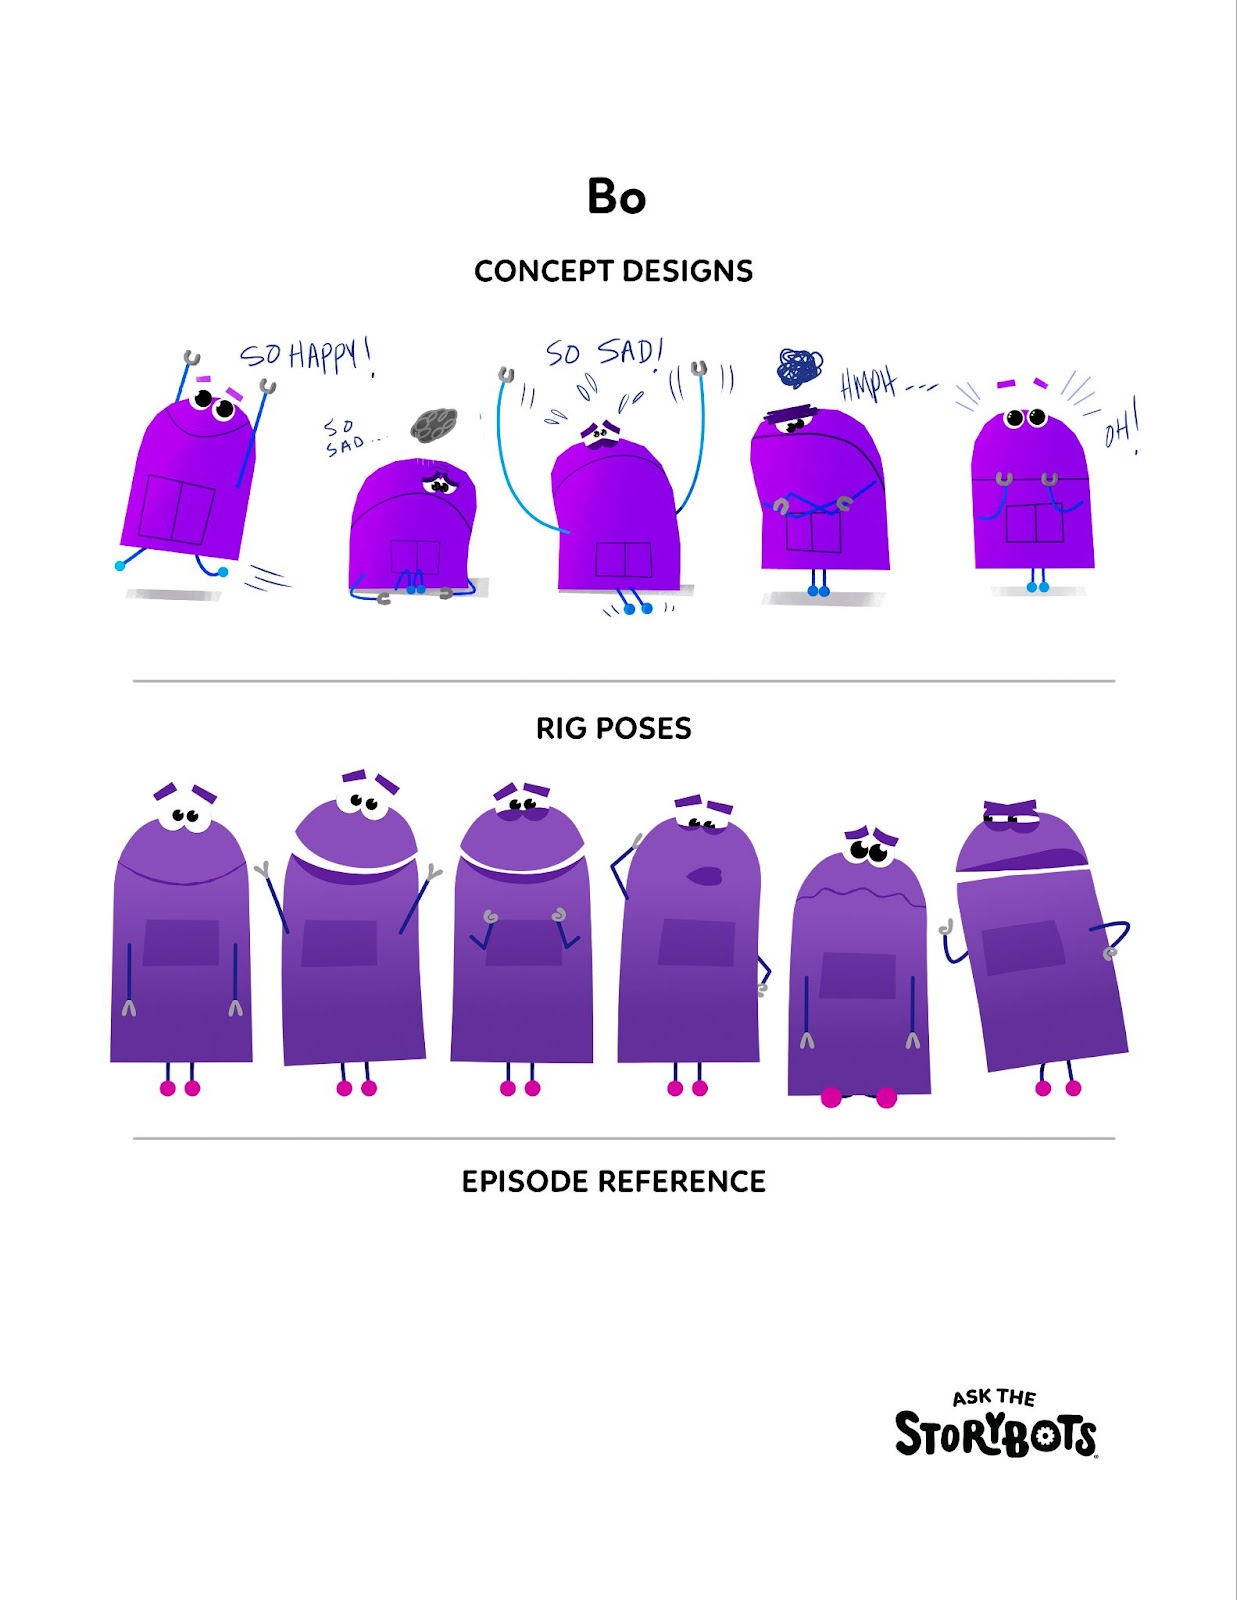 Bo
CONCEPT DESIGNS
SO HAPPY!
SO
SAD...
SO SAD!
HMPH---
OH!
RIG POSES
EPISODE REFERENCE
ASK THE
STORYBOTS